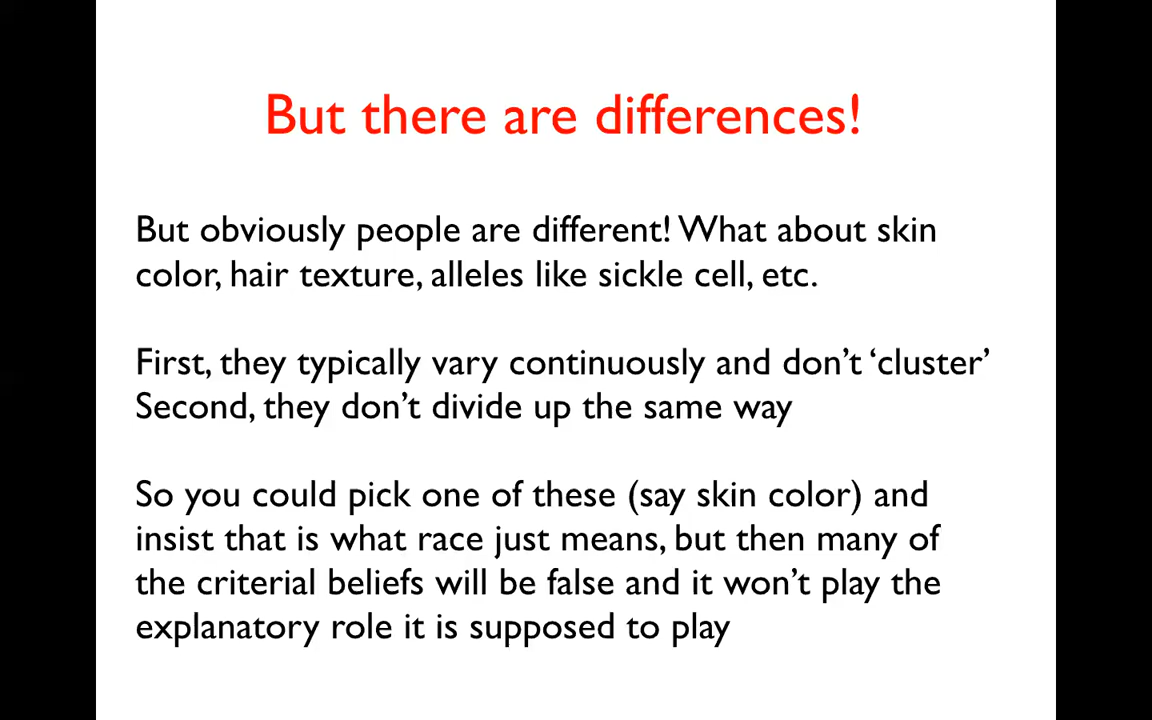 But there are differences!
But obviously people are different! What about skin
color, hair texture, alleles like sickle cell, etc.
First, they typically vary continuously and don’t ‘cluster’
Second, they don’t divide up the same way
So you could pick one of these (say skin color) and
insist that is what race just means, but then many of
the criterial beliefs will be false and it won’t play the
explanatory role it is supposed to play